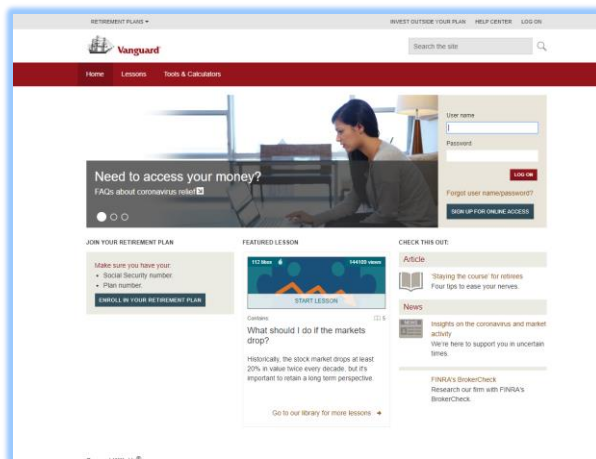 RETIREMENT PLANS
INVEST OUTSIDE YOUR PLAN HELP CENTER LOG ON
Vanguard
Search the site
Home Lessons Tools & Calculators
Need to access your money?
FAQs about coronavirus relief
User name
Password
LOG ON
Forgot user name/password?
SIGN UP FOR ONLINE ACCESS
JOIN YOUR RETIREMENT PLAN
Make sure you have your:
• Social Security number.
• Plan number.
ENROLL IN YOUR RETIREMENT PLAN
FEATURED LESSON
112 likes 144109 views
START LESSON
Contains 5
What should I do if the markets
drop?
Historically, the stock market drops at least
20% in value twice every decade, but it's
important to retain a long term perspective.
Go to our library for more lessons
CHECK THIS OUT:
Article
'Staying the course' for retirees
Four tips to ease your nerves.
News
NEWS
Insights on the coronavirus and market
activity
We're here to support you in uncertain
times.
FINRA's BrokerCheck
Research our firm with FINRA's
BrokerCheck.